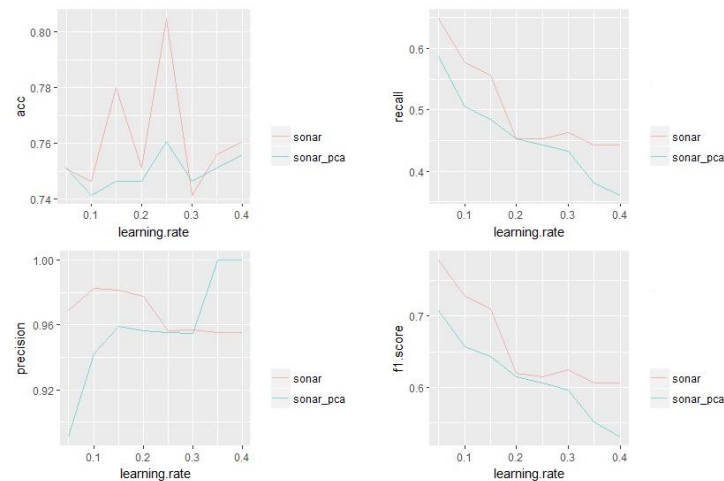 acc
0.80
0.78
0.76
0.74
0.1 0.2 0.3 0.4
learning.rate
sonar
sonar_pca
recall
0.6
0.5
0.4
0.1 0.2 0.3 0.4
learning.rate
sonar
sonar_pca
precision
1.00
0.96
0.92
0.1 0.2 0.3 0.4
learning.rate
sonar
sonar_pca
f1.score
0.7
0.6
0.1 0.2 0.3 0.4
learning.rate
sonar
sonar_pca